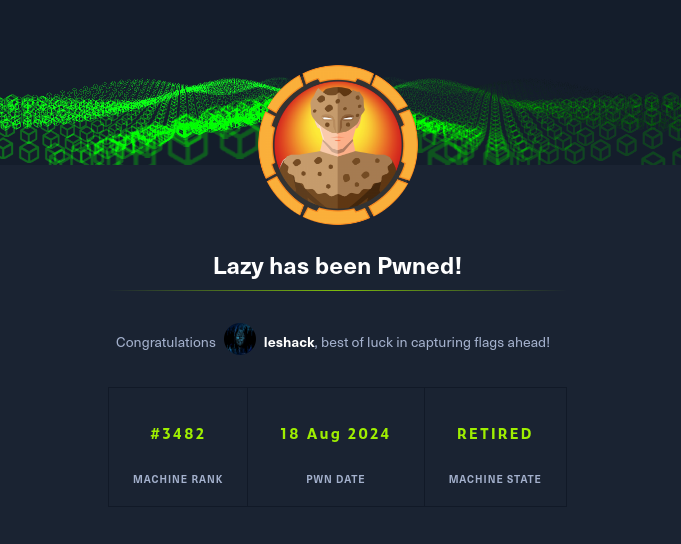 Lazy has been Pwned!
Congratulations leshack, best of luck in capturing flags ahead!
#3482 18 Aug 2024 RETIRED
MACHINE RANK PWN DATE MACHINE STATE